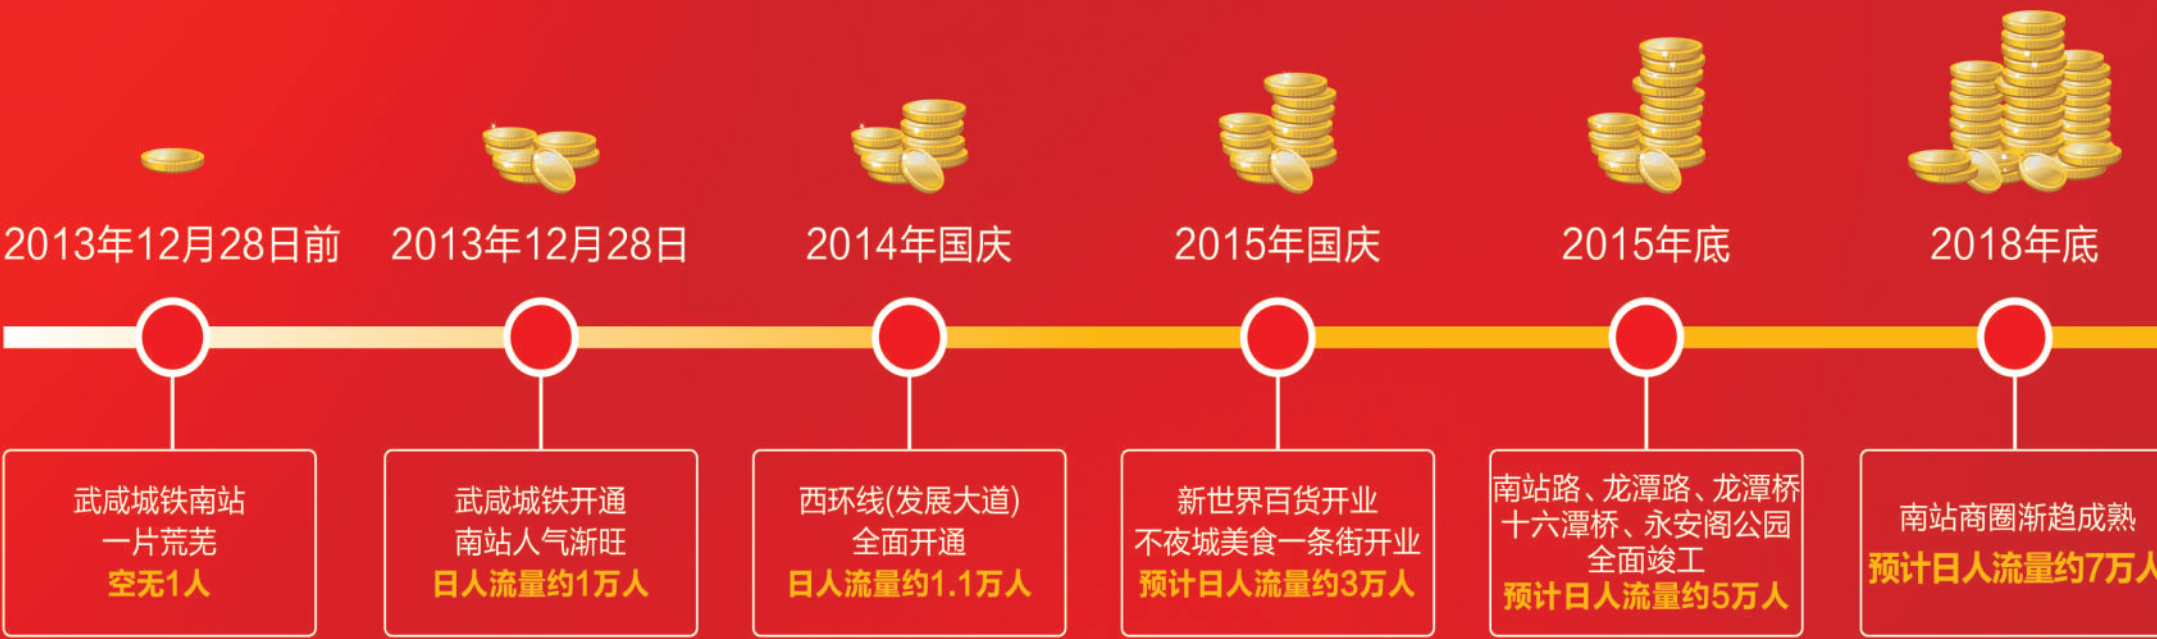 2013年12月28日前
武咸城铁南站
一片荒芜
空无1人
2013年12月28日
武咸城铁开通
南站人气渐旺
日人流量约1万人
2014年国庆
西环线(发展大道)
全面开通
日人流量约1.1万人
2015年国庆
新世界百货开业
不夜城美食一条街开业
预计日人流量约3万人
2015年底
南站路、龙潭路、龙潭桥
十六潭桥、永安阁公园
全面竣工
预计日人流量约5万人
2018年底
南站商圈渐趋成熟
预计日人流量约7万人